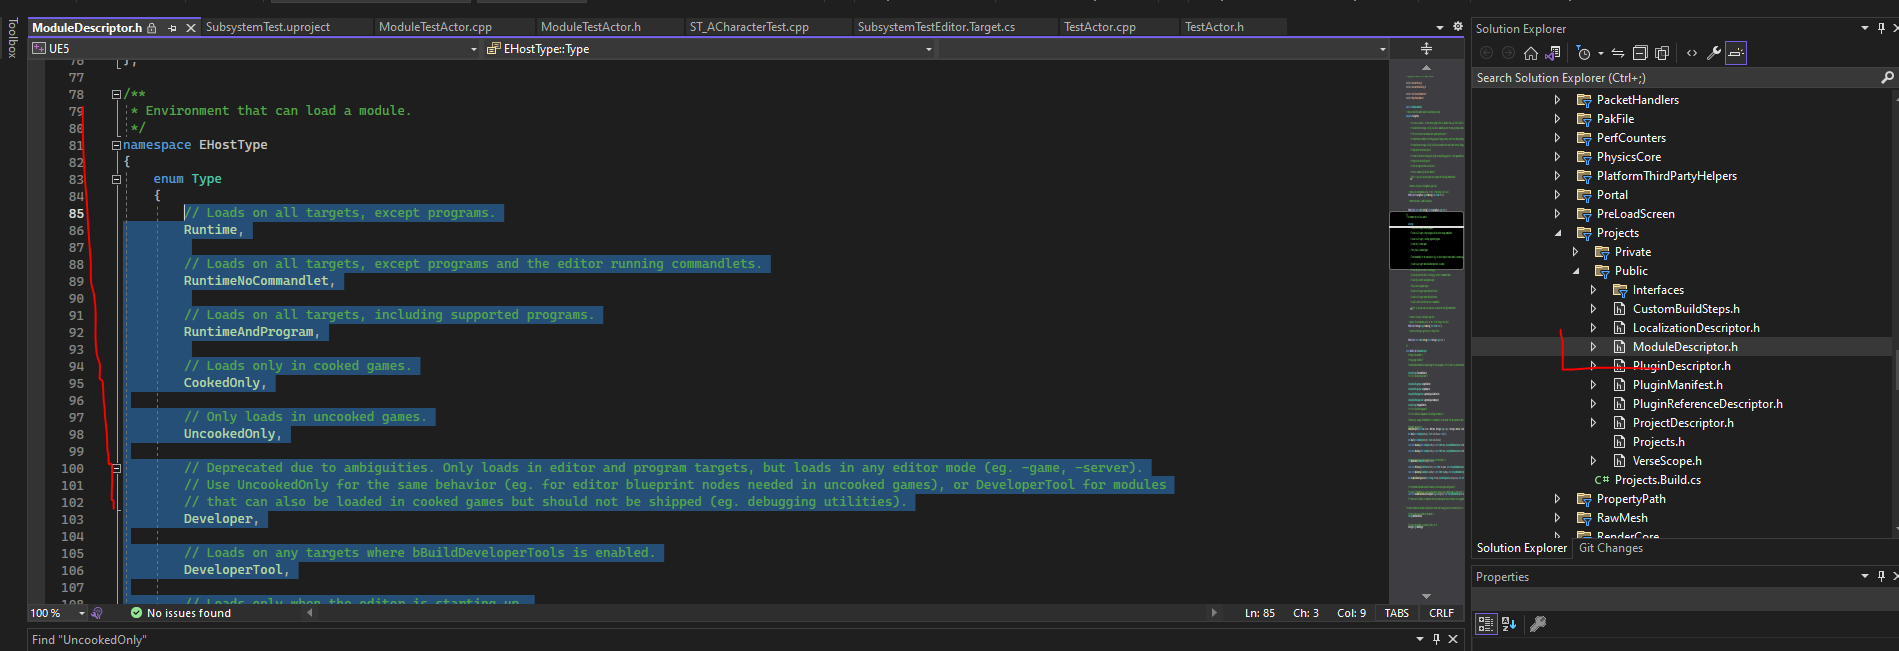 Toolbox
ModuleDescriptor.h
SubsystemTest.uproject
ModuleTestActor.cpp
ModuleTestActor.h
ST_ACharacterTest.cpp
SubsystemTestEditor.Target.cs
TestActor.cpp
TestActor.h
UE5
EHostType::Type
76 };
77
78 /**
79 * Environment that can load a module.
80 */
81 namespace EHostType
82 {
83 enum Type
84 {
85 // Loads on all targets, except programs.
86 Runtime,
87
88 // Loads on all targets, except programs and the editor running commandlets.
89 RuntimeNoCommandlet,
90
91 // Loads on all targets, including supported programs.
92 RuntimeAndProgram,
93
94 // Loads only in cooked games.
95 CookedOnly,
96
97 // Only loads in uncooked games.
98 UncookedOnly,
99
100 // Deprecated due to ambiguities. Only loads in editor and program targets, but loads in any editor mode (eg. -game, -server).
101 // Use UncookedOnly for the same behavior (eg. for editor blueprint nodes needed in uncooked games), or DeveloperTool for modules
102 // that can also be loaded in cooked games but should not be shipped (eg. debugging utilities).
103 Developer,
104
105 // Loads on any targets where bBuildDeveloperTools is enabled.
106 DeveloperTool,
107
108 // Loads only when the editor is starting up.
100 %
No issues found
Ln: 85
Ch: 3
Col: 9
TABS
CRLF
Find "UncookedOnly"
Solution Explorer
Search Solution Explorer (Ctrl+;)
PacketHandlers
PakFile
PerfCounters
PhysicsCore
PlatformThirdPartyHelpers
Portal
PreLoadScreen
Projects
Private
Public
Interfaces
CustomBuildSteps.h
LocalizationDescriptor.h
ModuleDescriptor.h
PluginDescriptor.h
PluginManifest.h
PluginReferenceDescriptor.h
ProjectDescriptor.h
Projects.h
VerseScope.h
C# Projects.Build.cs
PropertyPath
RawMesh
RenderCore
Solution Explorer
Git Changes
Properties